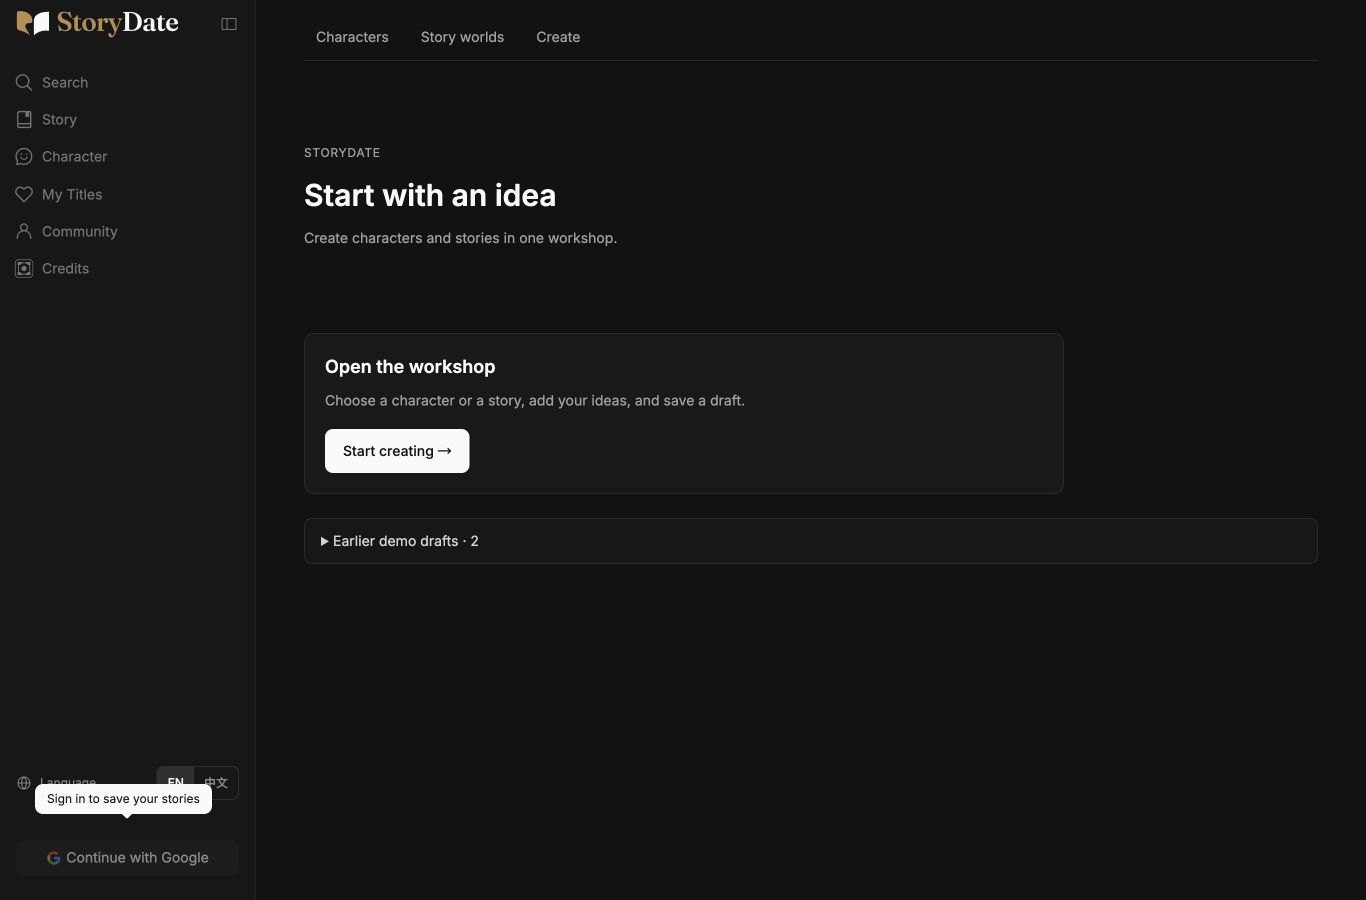 StoryDate
Search
Story
Character
My Titles
Community
Credits
Language
EN
中文
Sign in to save your stories
Continue with Google
Characters
Story worlds
Create
STORYDATE
Start with an idea
Create characters and stories in one workshop.
Open the workshop
Choose a character or a story, add your ideas, and save a draft.
Start creating →
Earlier demo drafts · 2